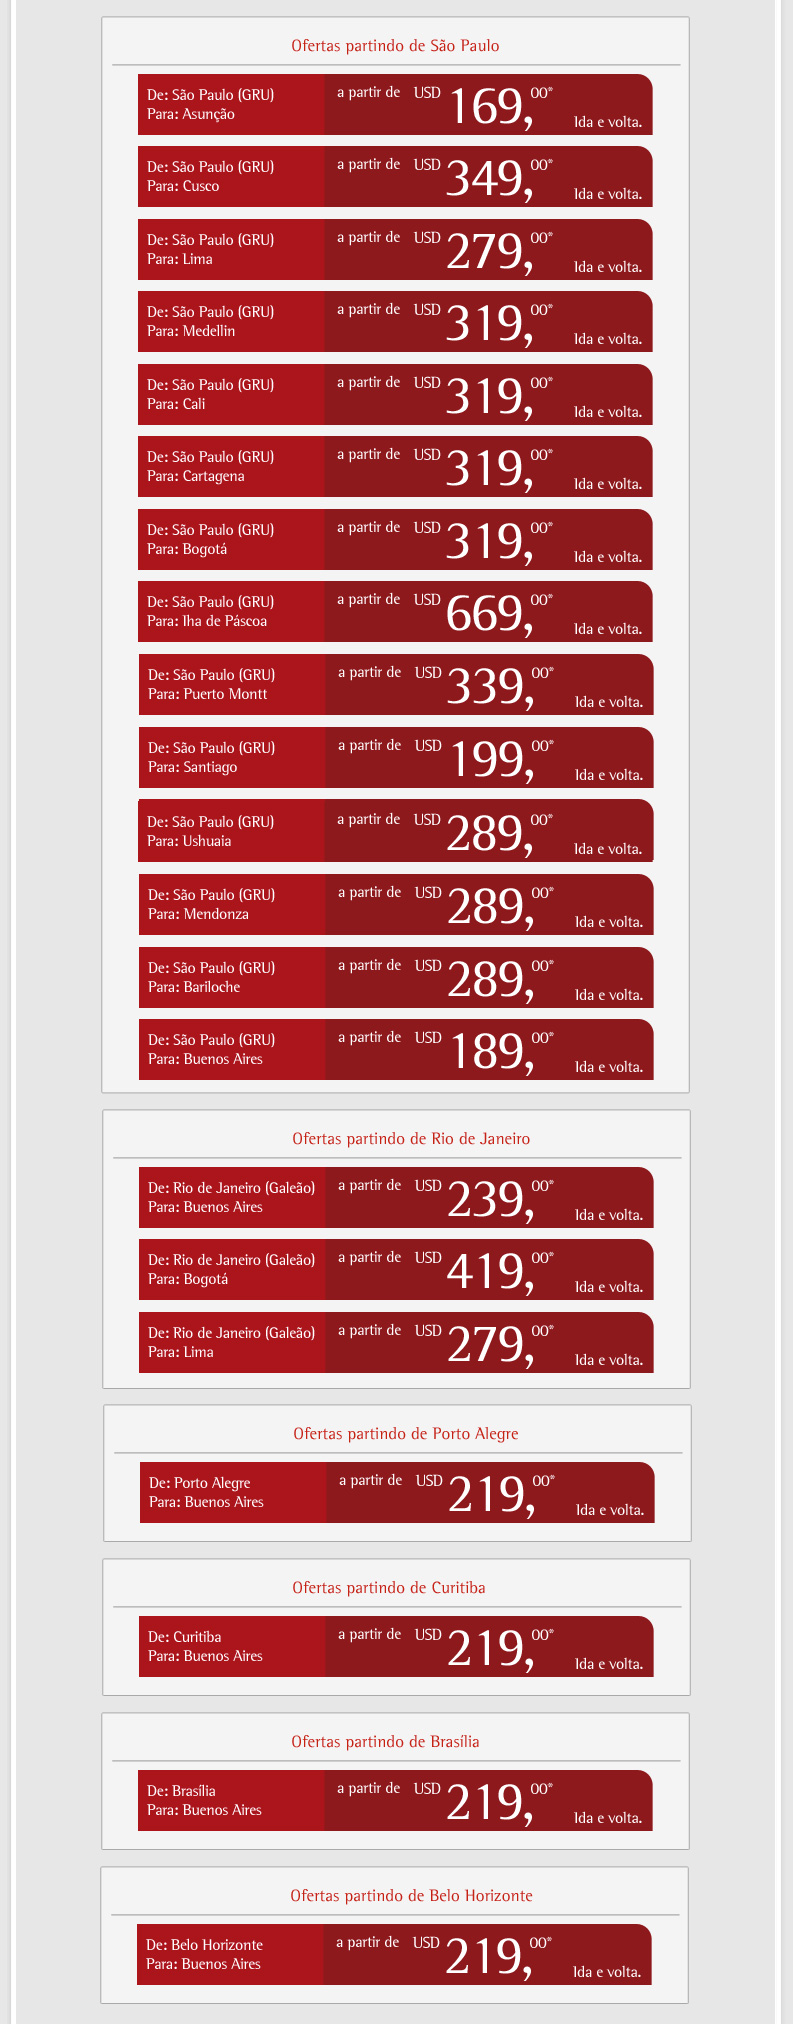 Ofertas partindo de São Paulo
De: São Paulo (GRU)
Para: Asunção
a partir de USD 169,00*
Ida e volta.
De: São Paulo (GRU)
Para: Cusco
a partir de USD 349,00*
Ida e volta.
De: São Paulo (GRU)
Para: Lima
a partir de USD 279,00*
Ida e volta.
De: São Paulo (GRU)
Para: Medellin
a partir de USD 319,00*
Ida e volta.
De: São Paulo (GRU)
Para: Cali
a partir de USD 319,00*
Ida e volta.
De: São Paulo (GRU)
Para: Cartagena
a partir de USD 319,00*
Ida e volta.
De: São Paulo (GRU)
Para: Bogotá
a partir de USD 319,00*
Ida e volta.
De: São Paulo (GRU)
Para: Ilha de Páscoa
a partir de USD 669,00*
Ida e volta.
De: São Paulo (GRU)
Para: Puerto Montt
a partir de USD 339,00*
Ida e volta.
De: São Paulo (GRU)
Para: Santiago
a partir de USD 199,00*
Ida e volta.
De: São Paulo (GRU)
Para: Ushuaia
a partir de USD 289,00*
Ida e volta.
De: São Paulo (GRU)
Para: Mendonza
a partir de USD 289,00*
Ida e volta.
De: São Paulo (GRU)
Para: Bariloche
a partir de USD 289,00*
Ida e volta.
De: São Paulo (GRU)
Para: Buenos Aires
a partir de USD 189,00*
Ida e volta.
Ofertas partindo de Rio de Janeiro
De: Rio de Janeiro (Galeão)
Para: Buenos Aires
a partir de USD 239,00*
Ida e volta.
De: Rio de Janeiro (Galeão)
Para: Bogotá
a partir de USD 419,00*
Ida e volta.
De: Rio de Janeiro (Galeão)
Para: Lima
a partir de USD 279,00*
Ida e volta.
Ofertas partindo de Porto Alegre
De: Porto Alegre
Para: Buenos Aires
a partir de USD 219,00*
Ida e volta.
Ofertas partindo de Curitiba
De: Curitiba
Para: Buenos Aires
a partir de USD 219,00*
Ida e volta.
Ofertas partindo de Brasília
De: Brasília
Para: Buenos Aires
a partir de USD 219,00*
Ida e volta.
Ofertas partindo de Belo Horizonte
De: Belo Horizonte
Para: Buenos Aires
a partir de USD 219,00*
Ida e volta.